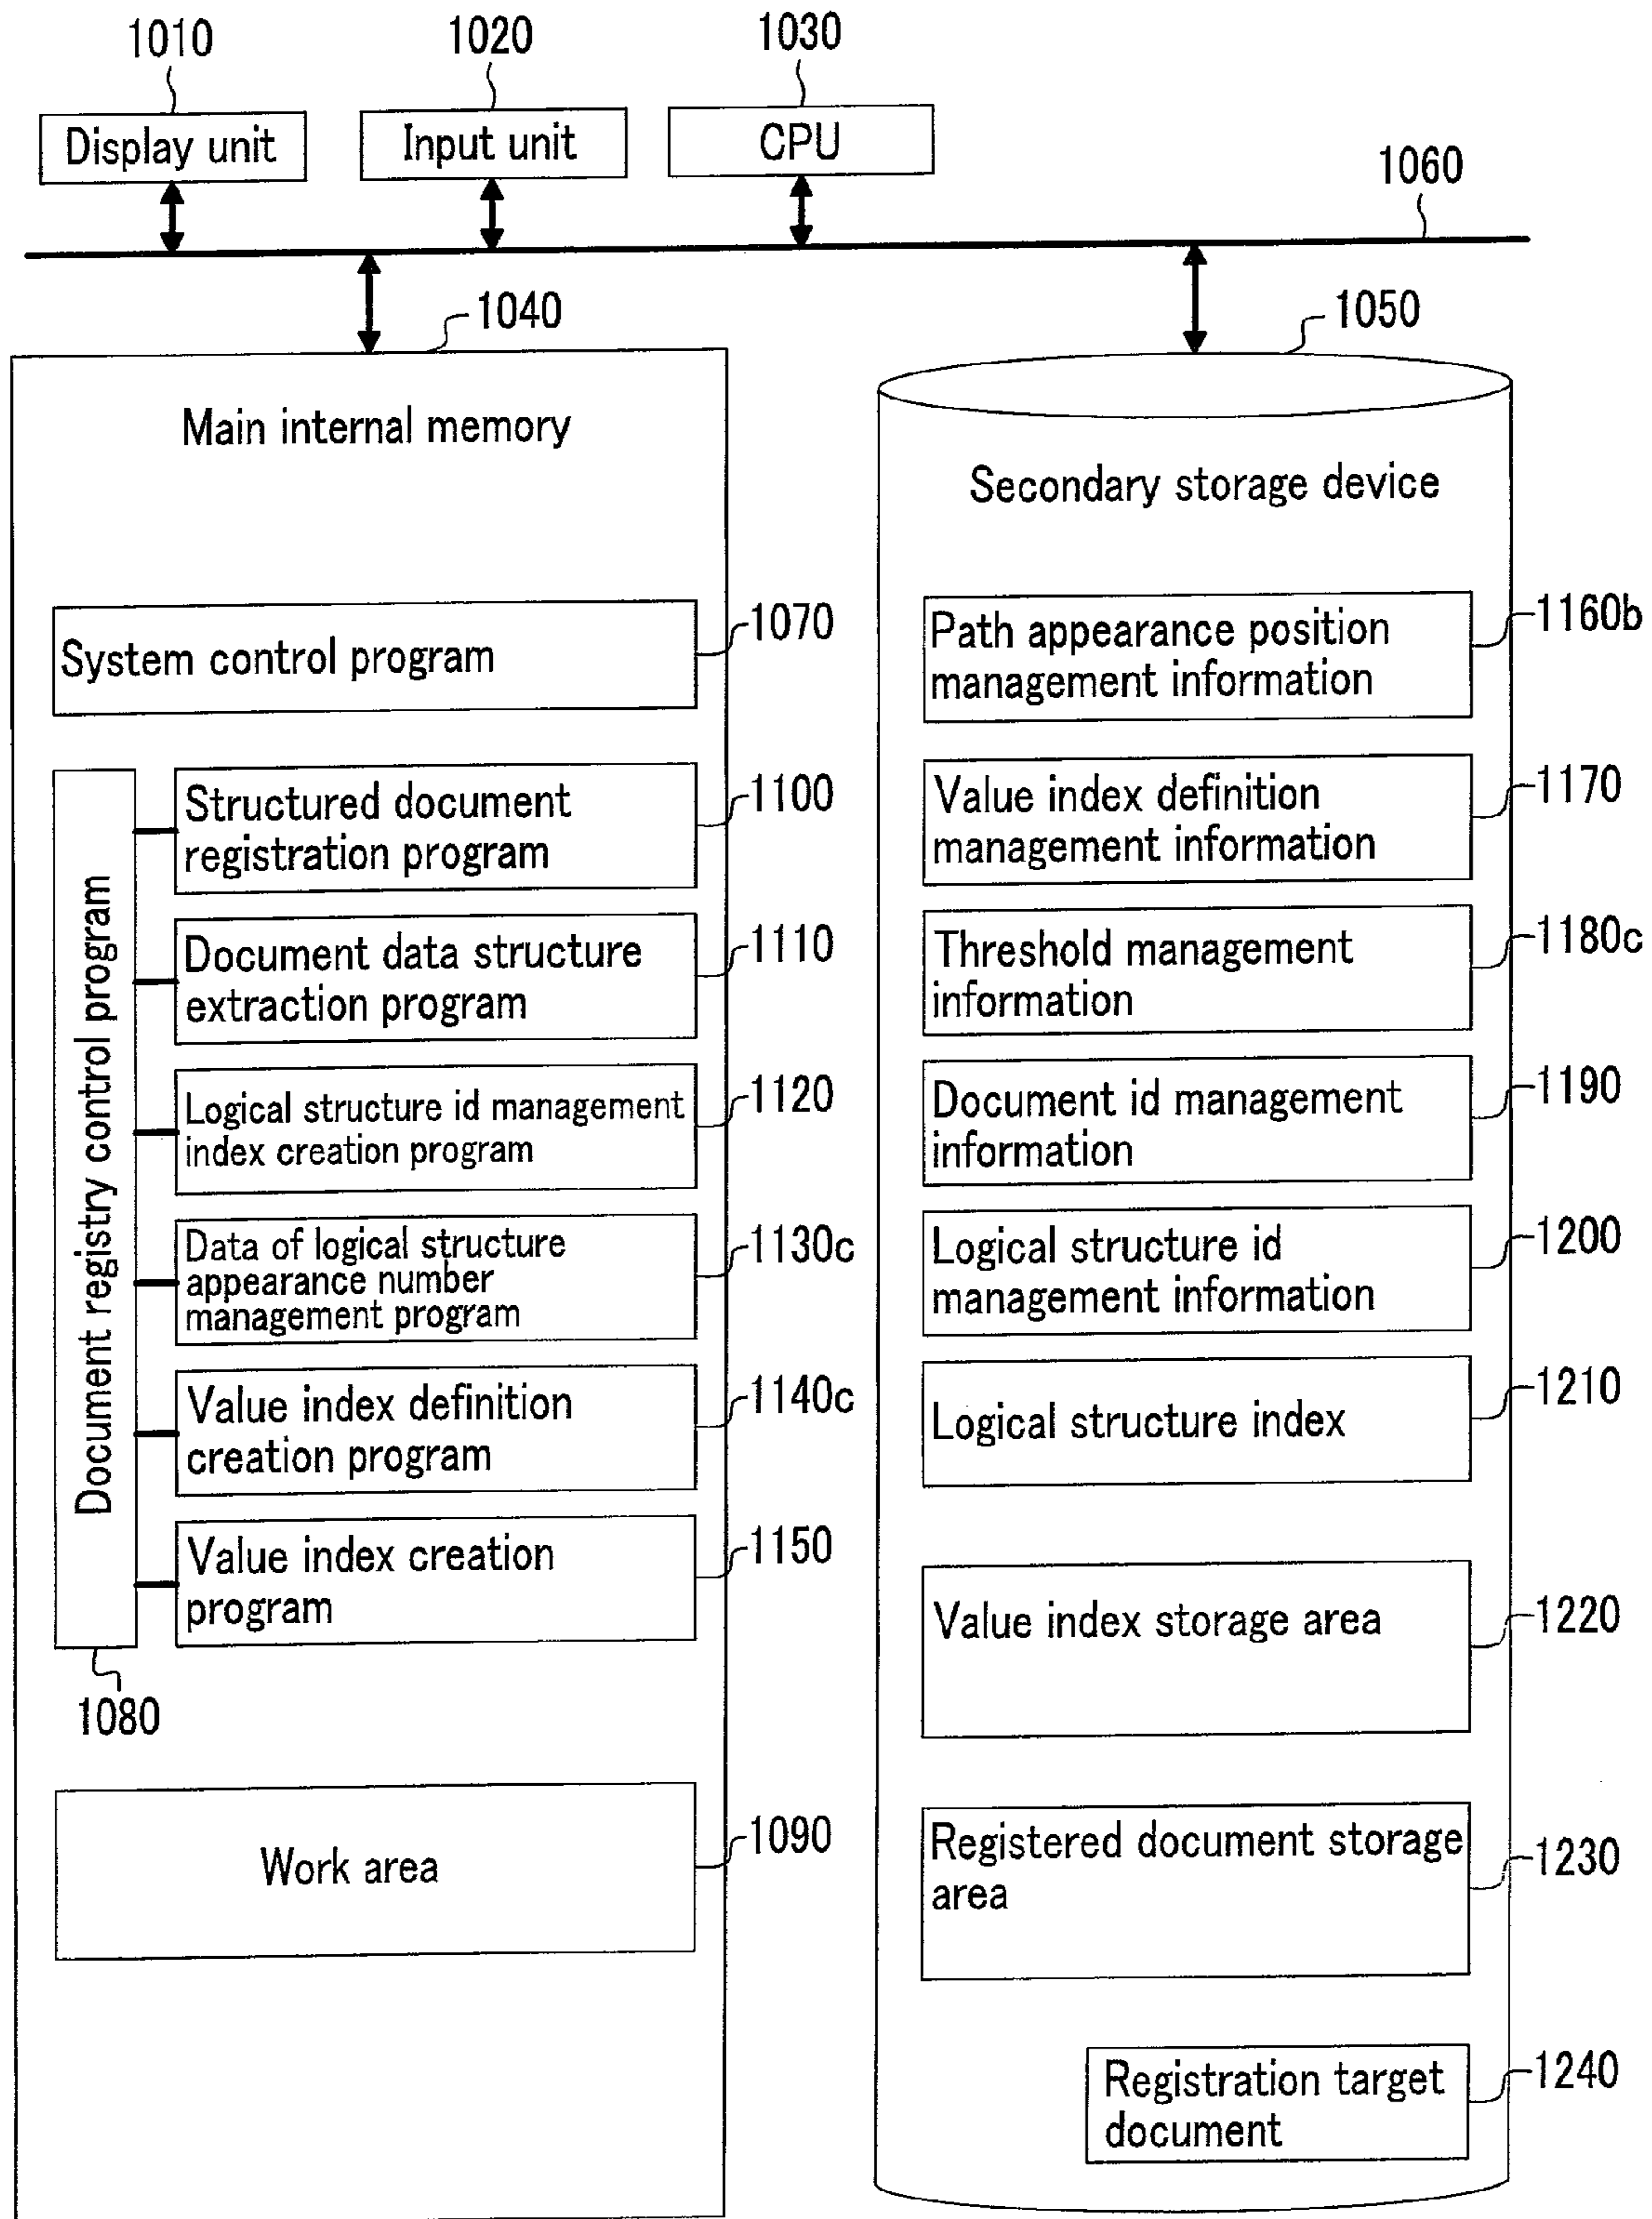 1010
1020
1030
Display unit
Input unit
CPU
1060
1040
1050
Main internal memory
Secondary storage device
System control program
1070
Document registry control program
1080
Structured document
registration program
1100
Document data structure
extraction program
1110
Logical structure id management
index creation program
1120
Data of logical structure
appearance number
management program
1130c
Value index definition
creation program
1140c
Value index creation
program
1150
Work area
1090
Path appearance position
management information
1160b
Value index definition
management information
1170
Threshold management
information
1180c
Document id management
information
1190
Logical structure id
management information
1200
Logical structure index
1210
Value index storage area
1220
Registered document storage
area
1230
Registration target
document
1240